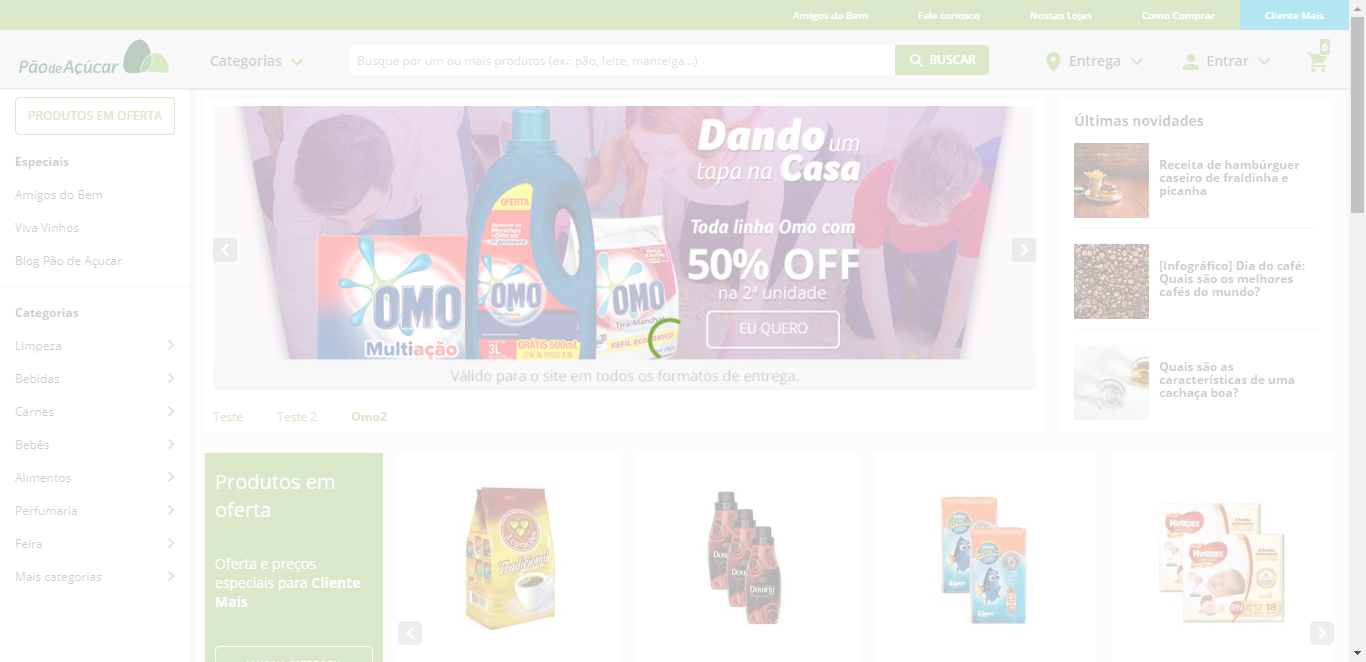 Amigos do Bem
Fale conosco
Nossas Lojas
Como Comprar
Cliente Mais
Pão de Açúcar
Categorias
Busque por um ou mais produtos (ex.: pão, leite, manteiga...)
BUSCAR
Entrega
Entrar
0
PRODUTOS EM OFERTA
Especiais
Amigos do Bem
Viva Vinhos
Blog Pão de Açucar
Categorias
Limpeza
Bebidas
Carnes
Bebês
Alimentos
Perfumaria
Feira
Mais categorias
Dando um
tapa na Casa
Toda linha Omo com
50% OFF
na 2ª unidade
EU QUERO
OFERTA
OMO
Multiação
OMO
3L
GRÁTIS 500mL
OMO
Tira Manchas
REFIL ECONÔMICO
Válido para o site em todos os formatos de entrega.
Teste
Teste 2
Omo2
Últimas novidades
Receita de hambúrguer
caseiro de fraldinha e
picanha
[Infográfico] Dia do café:
Quais são os melhores
cafés do mundo?
Quais são as
características de uma
cachaça boa?
Produtos em
oferta
Oferta e preços
especiais para Cliente
Mais
3 CORAÇÕES
Tradicional
Downy
HUGGIES
HUGGIES
RN
18